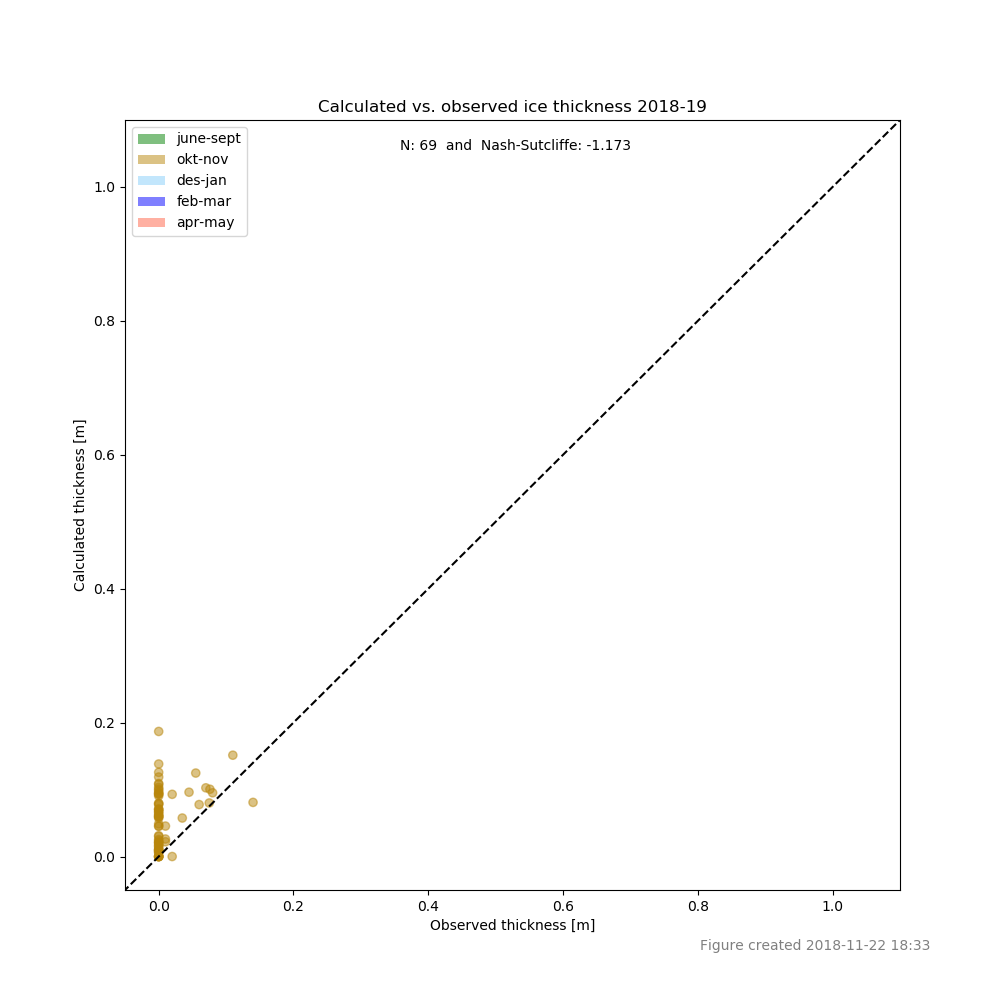 Calculated vs. observed ice thickness 2018-19
N: 69 and Nash-Sutcliffe: -1.173
june-sept
okt-nov
des-jan
feb-mar
apr-may
1.0
0.8
0.6
0.4
0.2
0.0
Calculated thickness [m]
0.0 0.2 0.4 0.6 0.8 1.0
Observed thickness [m]
Figure created 2018-11-22 18:33